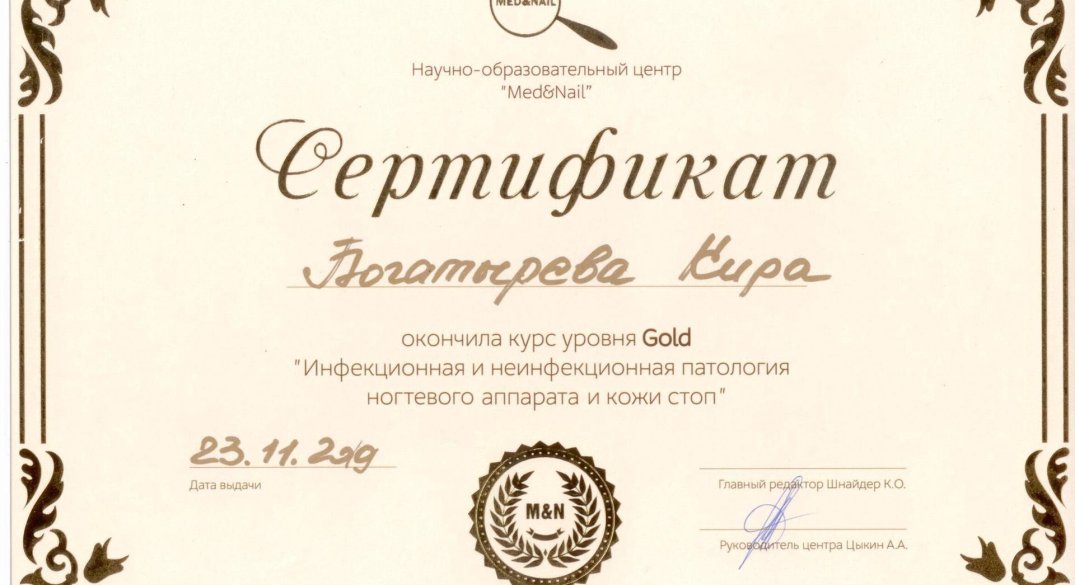 MED&NAIL
Научно-образовательный центр
"Med&Nail"
Сертификат
Богатырева Кира
окончила курс уровня Gold
"Инфекционная и неинфекционная патология
ногтевого аппарата и кожи стоп"
23.11.2019
Дата выдачи
M&N
Главный редактор Шнайдер К.О.
Руководитель центра Цыкин А.А.